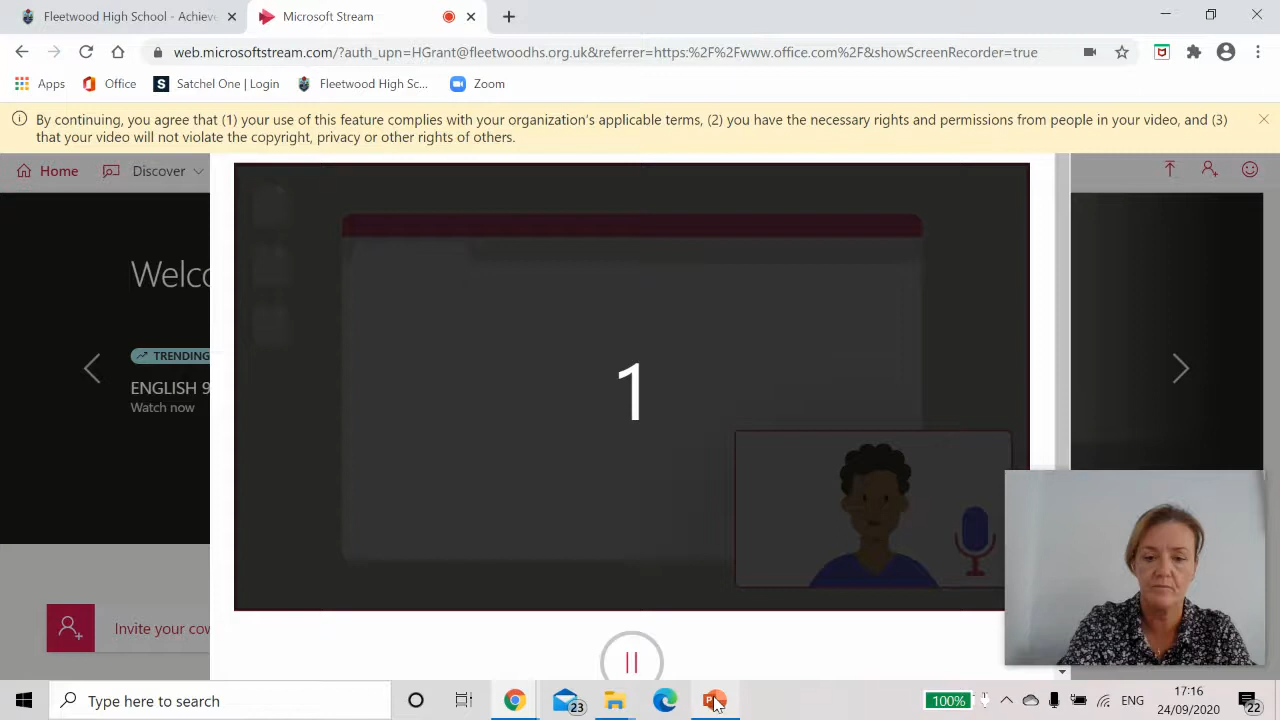 Fleetwood High School - Achieve
Microsoft Stream
web.microsoftstream.com/?auth_upn=HGrant@fleetwoodhs.org.uk&referrer=https:%2F%2Fwww.office.com%2F&showScreenRecorder=true
Apps Office Satchel One | Login Fleetwood High Sc... Zoom
By continuing, you agree that (1) your use of this feature complies with your organization's applicable terms, (2) you have the necessary rights and permissions from people in your video, and (3)
that your video will not violate the copyright, privacy or other rights of others.
Home Discover
Welco
TRENDING
ENGLISH 9
Watch now
1
Invite your cow
Type here to search
23
100%
ENG
17:16
24/09/2020
22